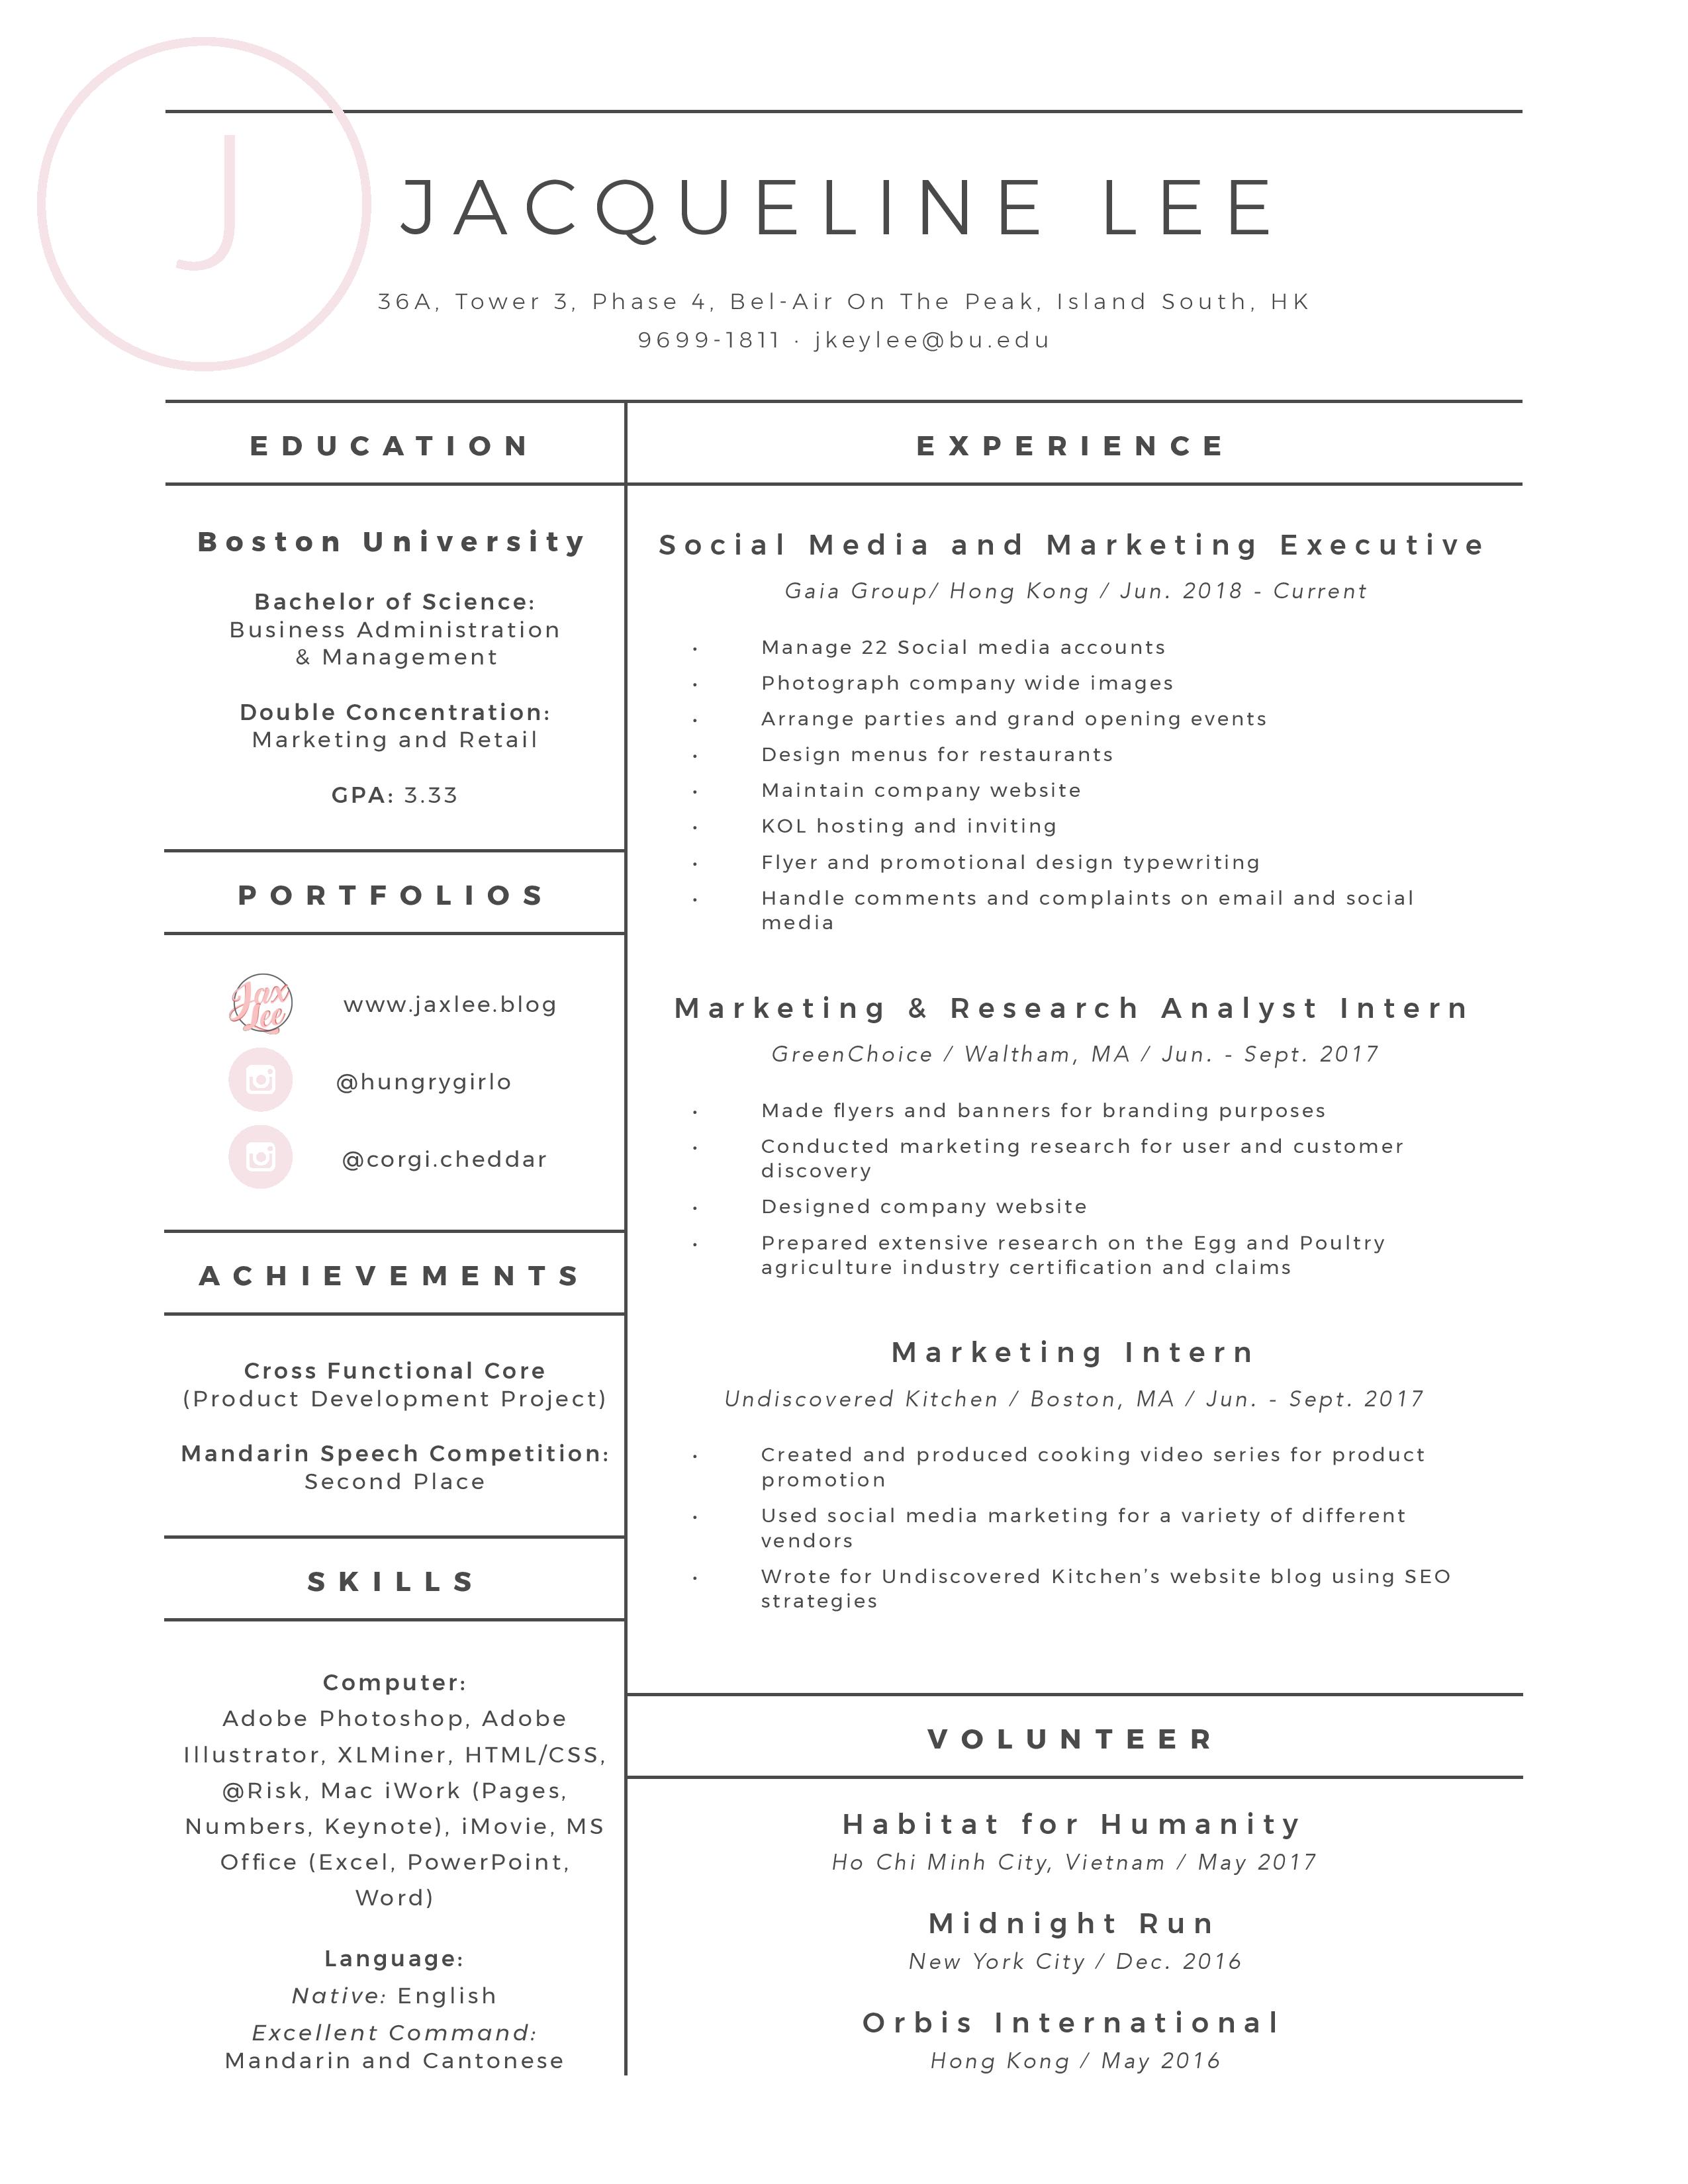 J
JACQUELINE LEE
36A, Tower 3, Phase 4, Bel-Air On The Peak, Island South, HK
9699-1811 · jkeylee@bu.edu
EDUCATION
Boston University
Bachelor of Science:
Business Administration
& Management
Double Concentration:
Marketing and Retail
GPA: 3.33
PORTFOLIOS
Jax
Lee
www.jaxlee.blog
@hungrygirlo
@corgi.cheddar
ACHIEVEMENTS
Cross Functional Core
(Product Development Project)
Mandarin Speech Competition:
Second Place
SKILLS
Computer:
Adobe Photoshop, Adobe
Illustrator, XLMiner, HTML/CSS,
@Risk, Mac iWork (Pages,
Numbers, Keynote), iMovie, MS
Office (Excel, PowerPoint,
Word)
Language:
Native: English
Excellent Command:
Mandarin and Cantonese
EXPERIENCE
Social Media and Marketing Executive
Gaia Group/ Hong Kong / Jun. 2018 - Current
• Manage 22 Social media accounts
• Photograph company wide images
• Arrange parties and grand opening events
• Design menus for restaurants
• Maintain company website
• KOL hosting and inviting
• Flyer and promotional design typewriting
• Handle comments and complaints on email and social
media
Marketing & Research Analyst Intern
GreenChoice / Waltham, MA / Jun. - Sept. 2017
• Made flyers and banners for branding purposes
• Conducted marketing research for user and customer
discovery
• Designed company website
• Prepared extensive research on the Egg and Poultry
agriculture industry certification and claims
Marketing Intern
Undiscovered Kitchen / Boston, MA / Jun. - Sept. 2017
• Created and produced cooking video series for product
promotion
• Used social media marketing for a variety of different
vendors
• Wrote for Undiscovered Kitchen's website blog using SEO
strategies
VOLUNTEER
Habitat for Humanity
Ho Chi Minh City, Vietnam / May 2017
Midnight Run
New York City / Dec. 2016
Orbis International
Hong Kong / May 2016